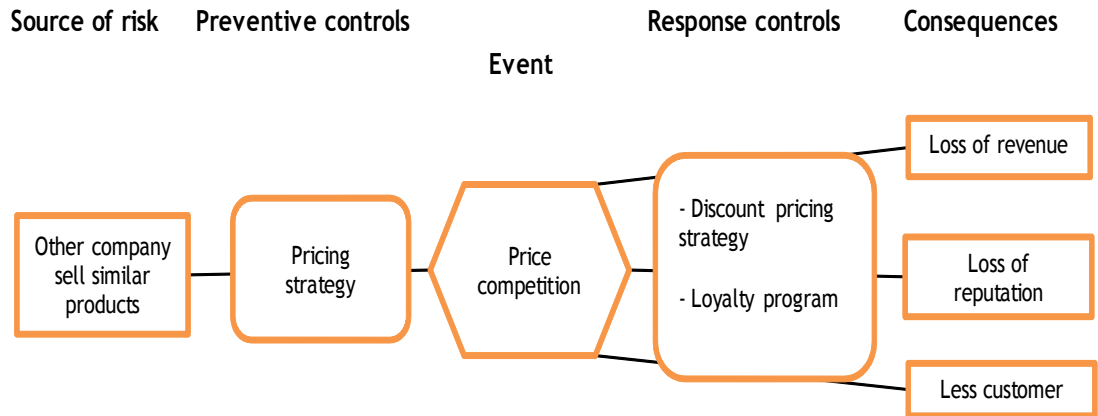 Source of risk
Preventive controls
Event
Response controls
Consequences
Other company
sell similar
products
Pricing
strategy
Price
competition
- Discount pricing
strategy
- Loyalty program
Loss of revenue
Loss of
reputation
Less customer